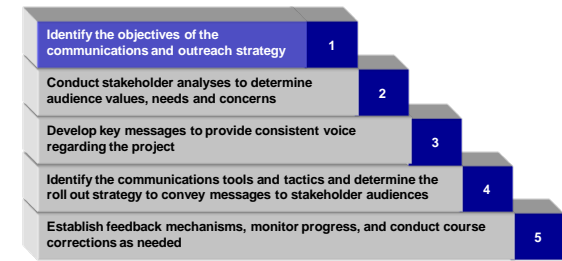 Identify the objectives of the
communications and outreach strategy
1
Conduct stakeholder analyses to determine
audience values, needs and concerns
2
Develop key messages to provide consistent voice
regarding the project
3
Identify the communications tools and tactics and determine the
roll out strategy to convey messages to stakeholder audiences
4
Establish feedback mechanisms, monitor progress, and conduct course
corrections as needed
5